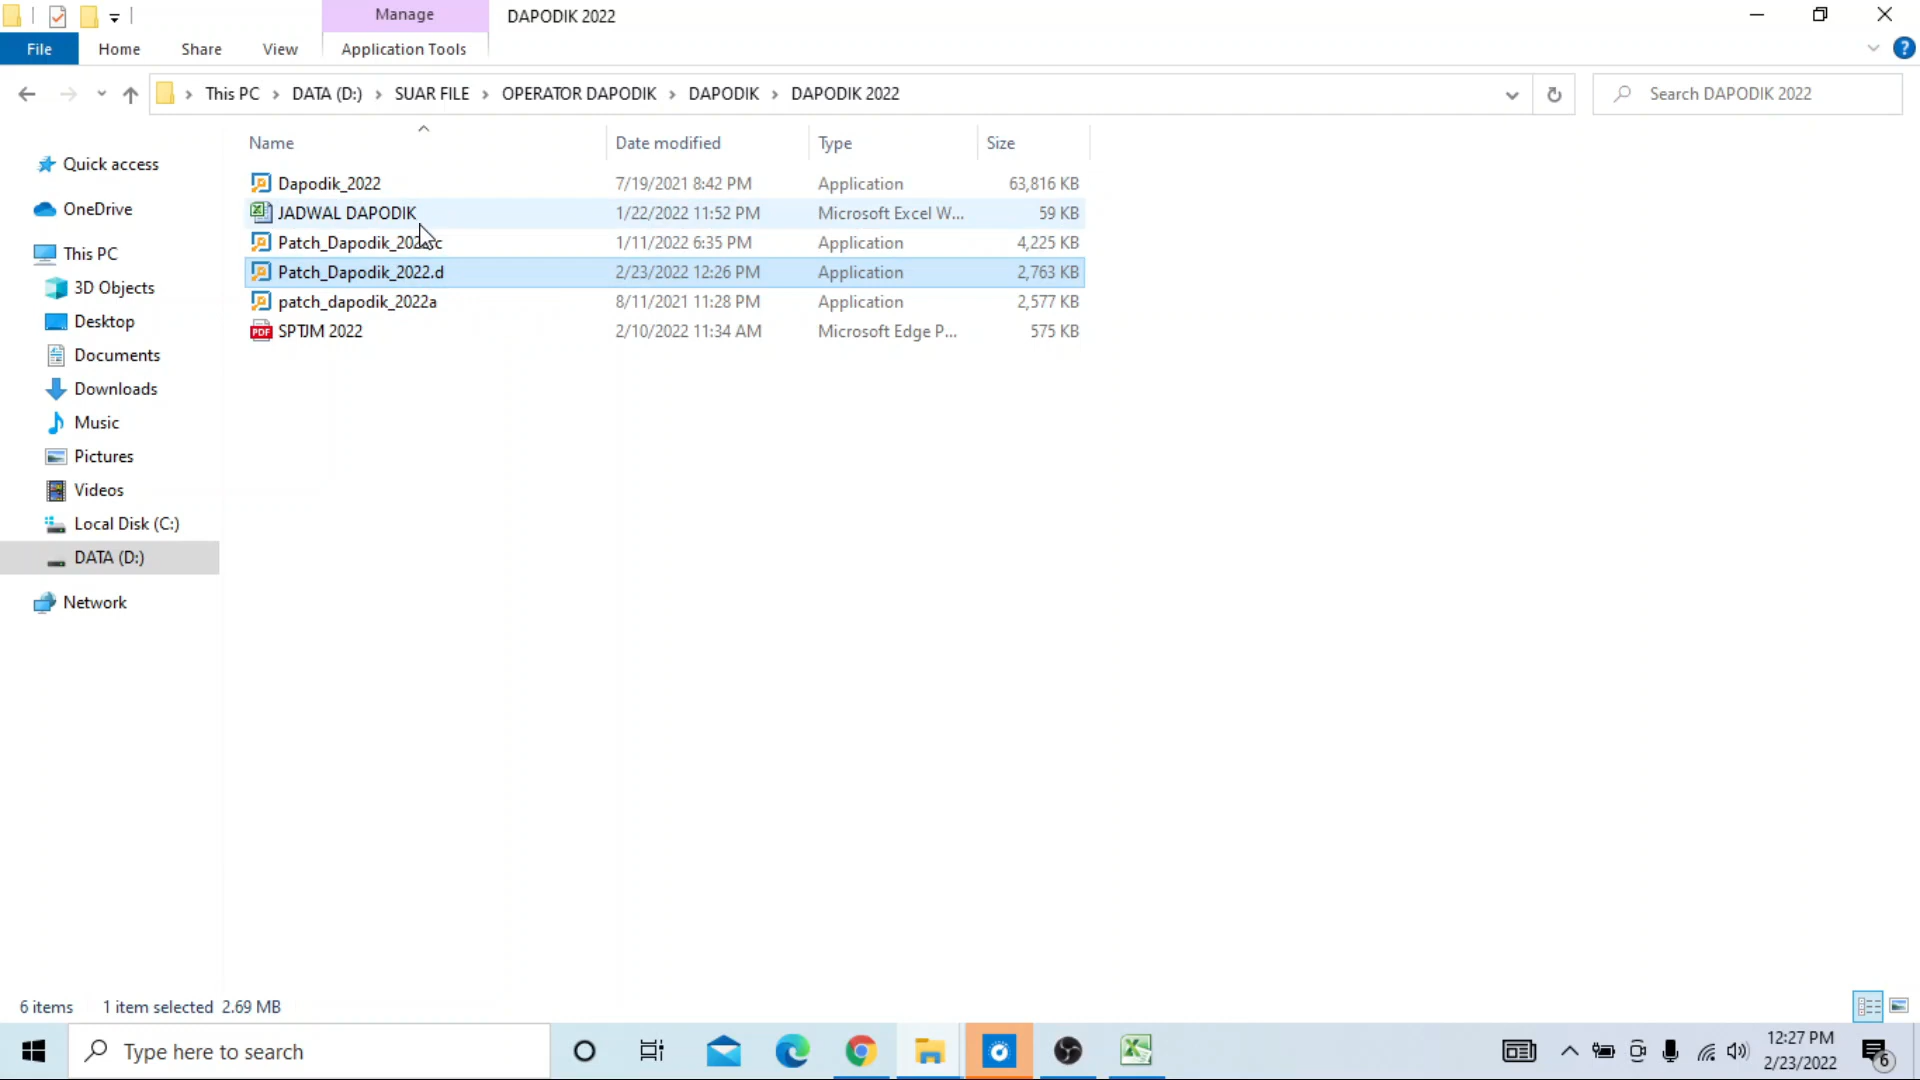 Manage
DAPODIK 2022
File
Home
Share
View
Application Tools
?
This PC > DATA (D:) > SUAR FILE > OPERATOR DAPODIK > DAPODIK > DAPODIK 2022
Search DAPODIK 2022
Name
Date modified
Type
Size
Dapodik_2022 7/19/2021 8:42 PM Application 63,816 KB
JADWAL DAPODIK 1/22/2022 11:52 PM Microsoft Excel W... 59 KB
1/11/2022 6:35 PM Application 4,225 KB
Patch_Dapodik_2022.d 2/23/2022 12:26 PM Application 2,763 KB
patch_dapodik_2022a 8/11/2021 11:28 PM Application 2,577 KB
PDF SPTJM 2022 2/10/2022 11:34 AM Microsoft Edge P... 575 KB
Quick access
OneDrive
This PC
3D Objects
Desktop
Documents
Downloads
Music
Pictures
Videos
Local Disk (C:)
DATA (D:)
Network
6 items 1 item selected 2.69 MB
Type here to search
12:27 PM
2/23/2022
6